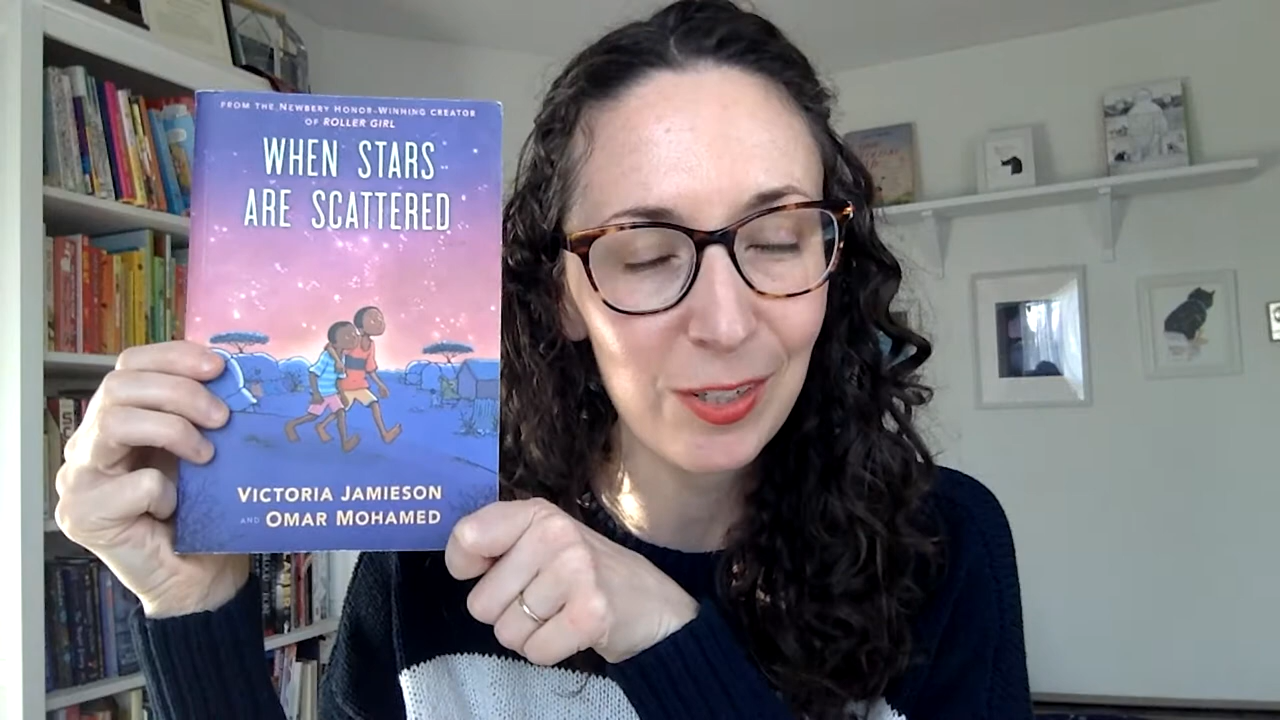 FROM THE NEWBERY HONOR-WINNING CREATOR
OF ROLLER GIRL
WHEN STARS
ARE SCATTERED
VICTORIA JAMIESON
AND OMAR MOHAMED